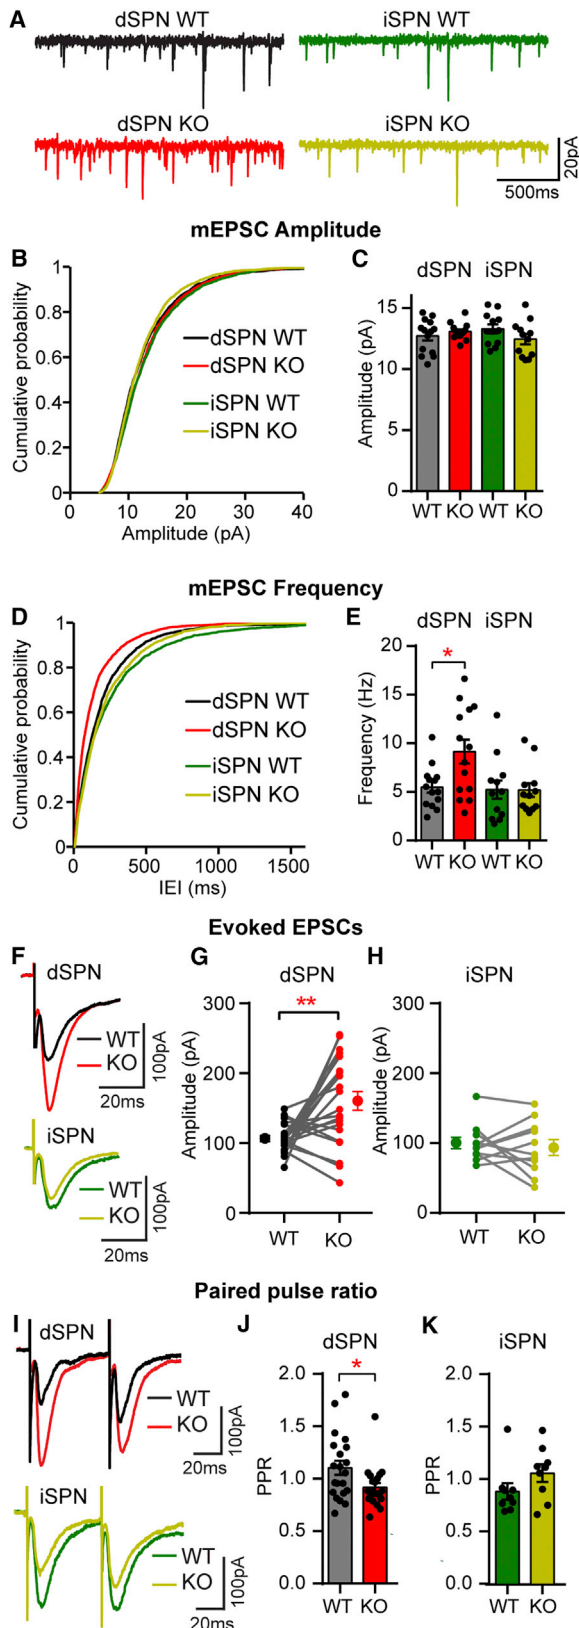 A
dSPN WT iSPN WT
dSPN KO iSPN KO
20pA
500ms
mEPSC Amplitude
B
Cumulative probability
1
0.8
0.6
0.4
0.2
0
0 10 20 30 40
Amplitude (pA)
dSPN WT
dSPN KO
iSPN WT
iSPN KO
C
dSPN iSPN
Amplitude (pA)
15
10
5
0
WT KO WT KO
mEPSC Frequency
D
Cumulative probability
1
0.8
0.6
0.4
0.2
0
0 500 1000 1500
IEI (ms)
dSPN WT
dSPN KO
iSPN WT
iSPN KO
E
dSPN iSPN
Frequency (Hz)
20
15
10
5
0
*
WT KO WT KO
Evoked EPSCs
F
dSPN
WT
KO
100pA
20ms
iSPN
WT
KO
100pA
20ms
G
dSPN
Amplitude (pA)
300
200
100
0
**
WT KO
H
iSPN
Amplitude (pA)
300
200
100
0
WT KO
Paired pulse ratio
I
dSPN
WT
KO
100pA
20ms
iSPN
WT
KO
100pA
20ms
J
dSPN
PPR
2.0
1.5
1.0
0.5
0.0
*
WT KO
K
iSPN
PPR
2.0
1.5
1.0
0.5
0.0
WT KO